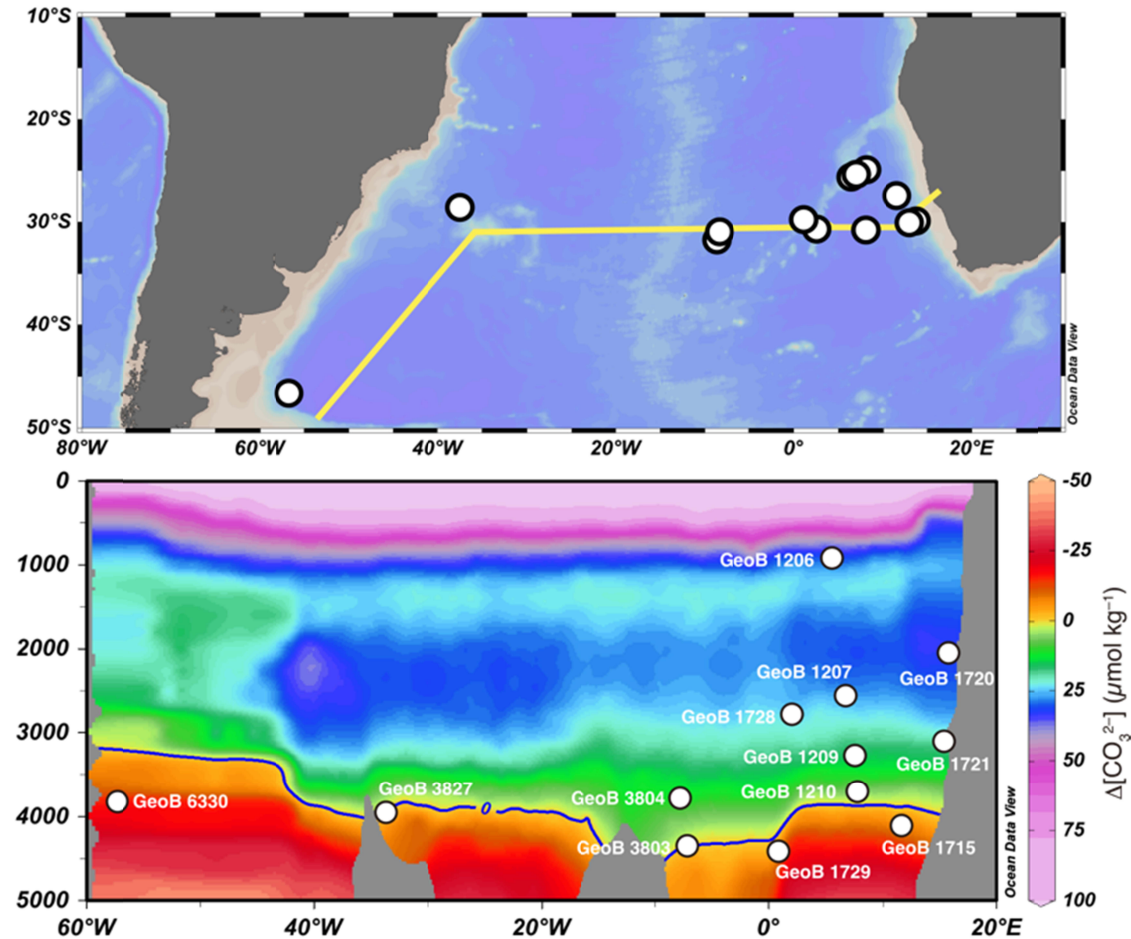 10°S
20°S
30°S
40°S
50°S
80°W
60°W
40°W
20°W
0°
20°E
Ocean Data View
0
1000
2000
3000
4000
5000
60°W
40°W
20°W
0°
20°E
GeoB 1206
GeoB 1207
GeoB 1720
GeoB 1728
GeoB 1209
GeoB 1721
GeoB 3827
GeoB 6330
GeoB 3804
GeoB 1210
0
GeoB 3803
GeoB 1715
GeoB 1729
Ocean Data View
-50
-25
0
25
50
75
100
Δ[CO₃²⁻] (μmol kg⁻¹)